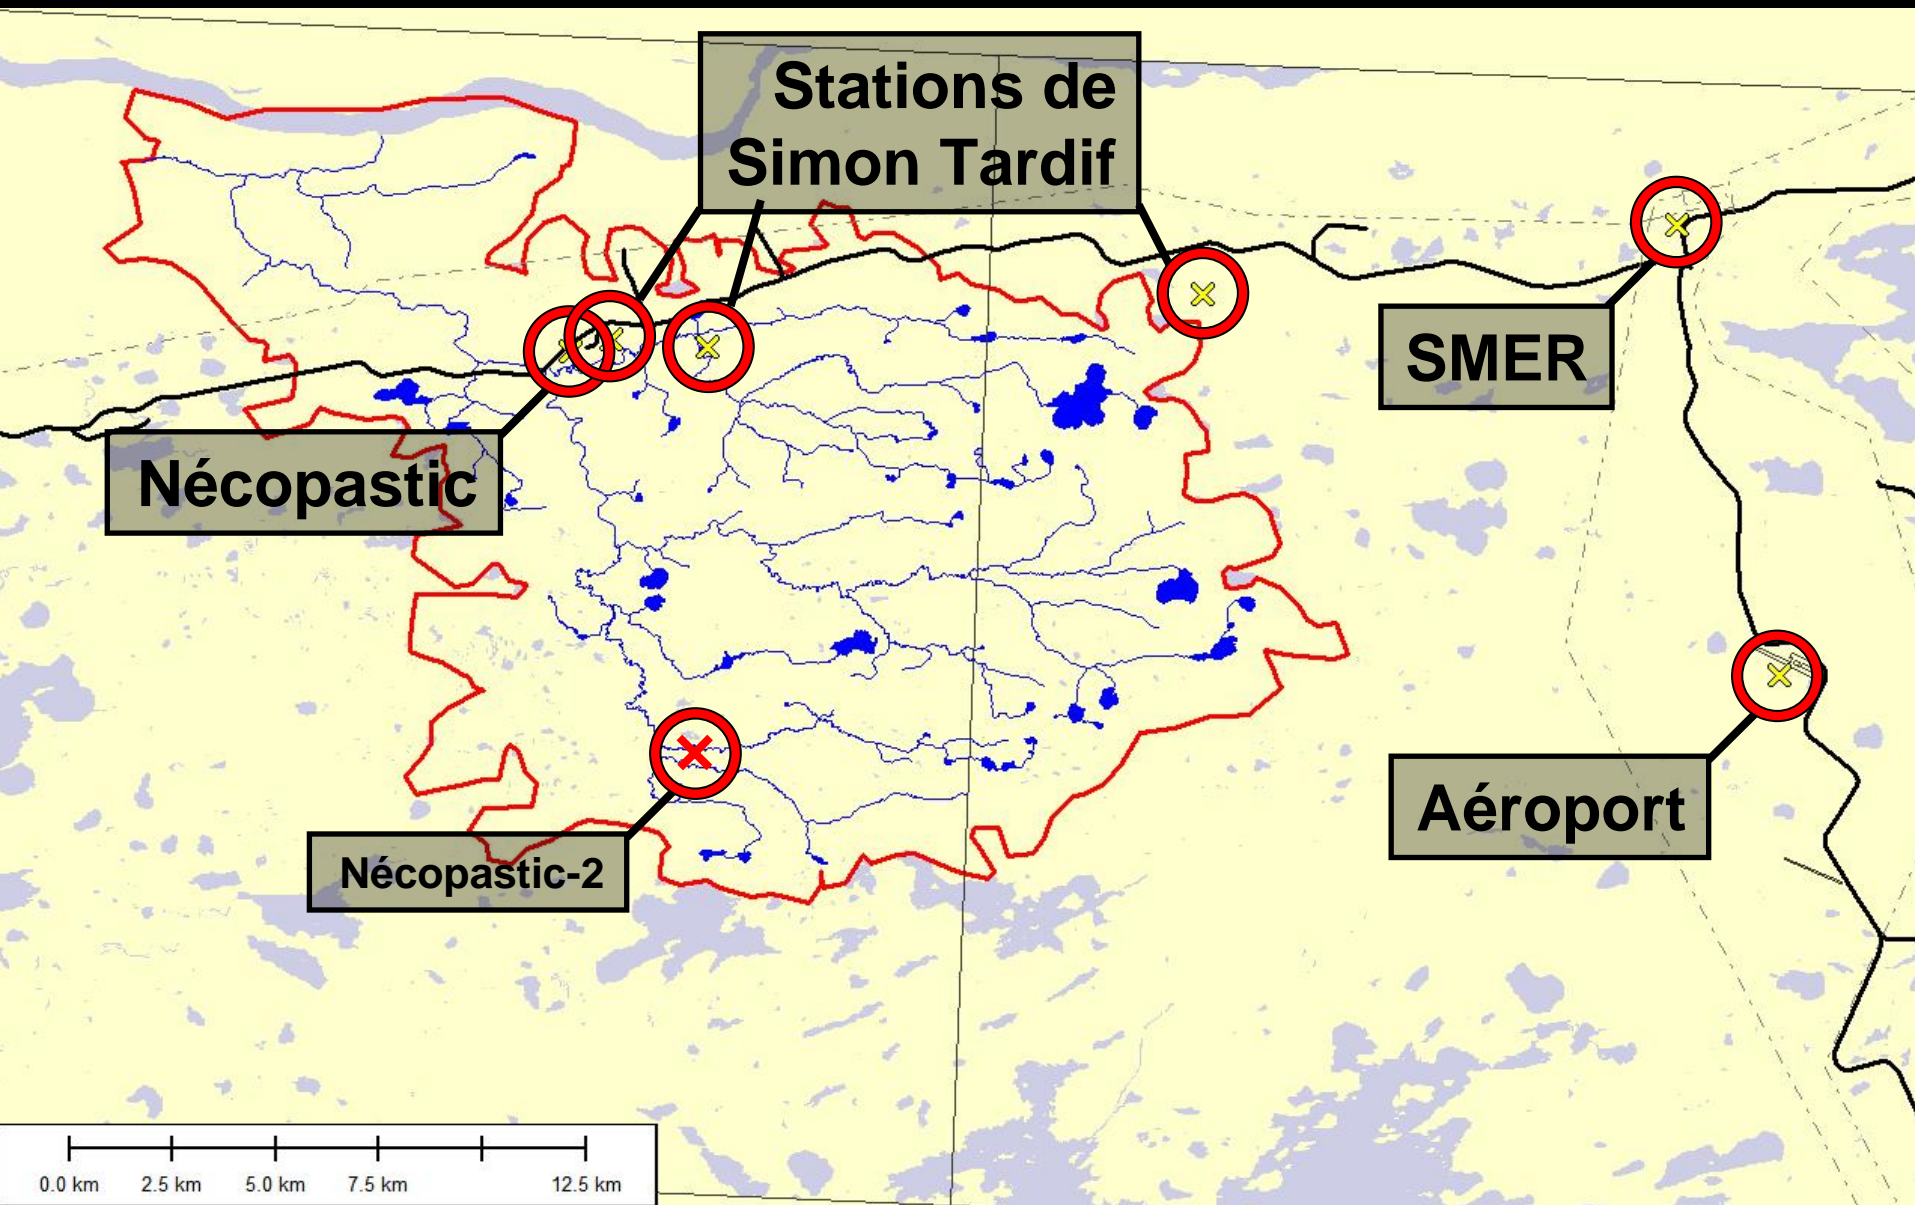 Stations de
Simon Tardif
SMER
Nécopastic
Aéroport
Nécopastic-2
0.0 km 2.5 km 5.0 km 7.5 km 12.5 km